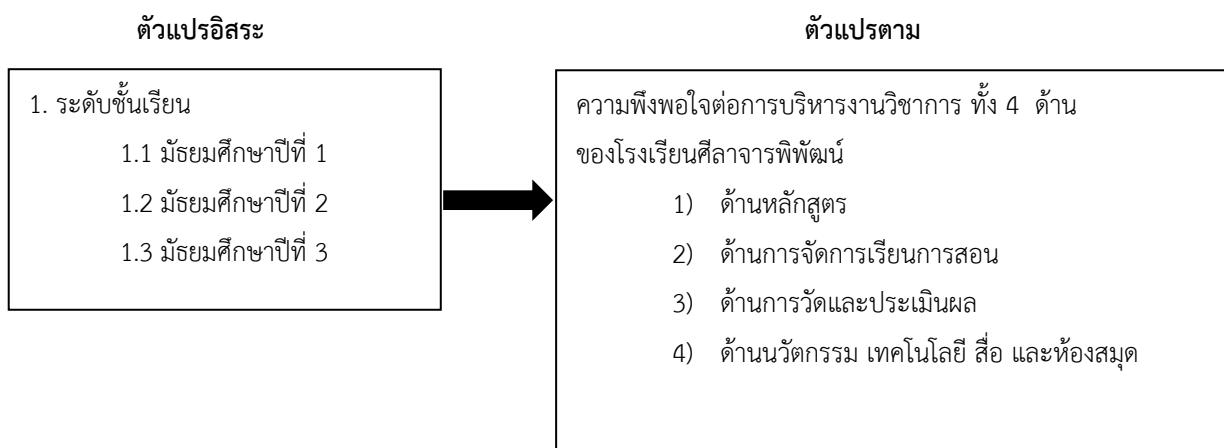 ตัวแปรอิสระ
ตัวแปรตาม
1. ระดับชั้นเรียน
1.1 มัธยมศึกษาปีที่ 1
1.2 มัธยมศึกษาปีที่ 2
1.3 มัธยมศึกษาปีที่ 3
ความพึงพอใจต่อการบริหารงานวิชาการ ทั้ง 4 ด้าน
ของโรงเรียนศีลาจารพิพัฒน์
1) ด้านหลักสูตร
2) ด้านการจัดการเรียนการสอน
3) ด้านการวัดและประเมินผล
4) ด้านนวัตกรรม เทคโนโลยี สื่อ และห้องสมุด